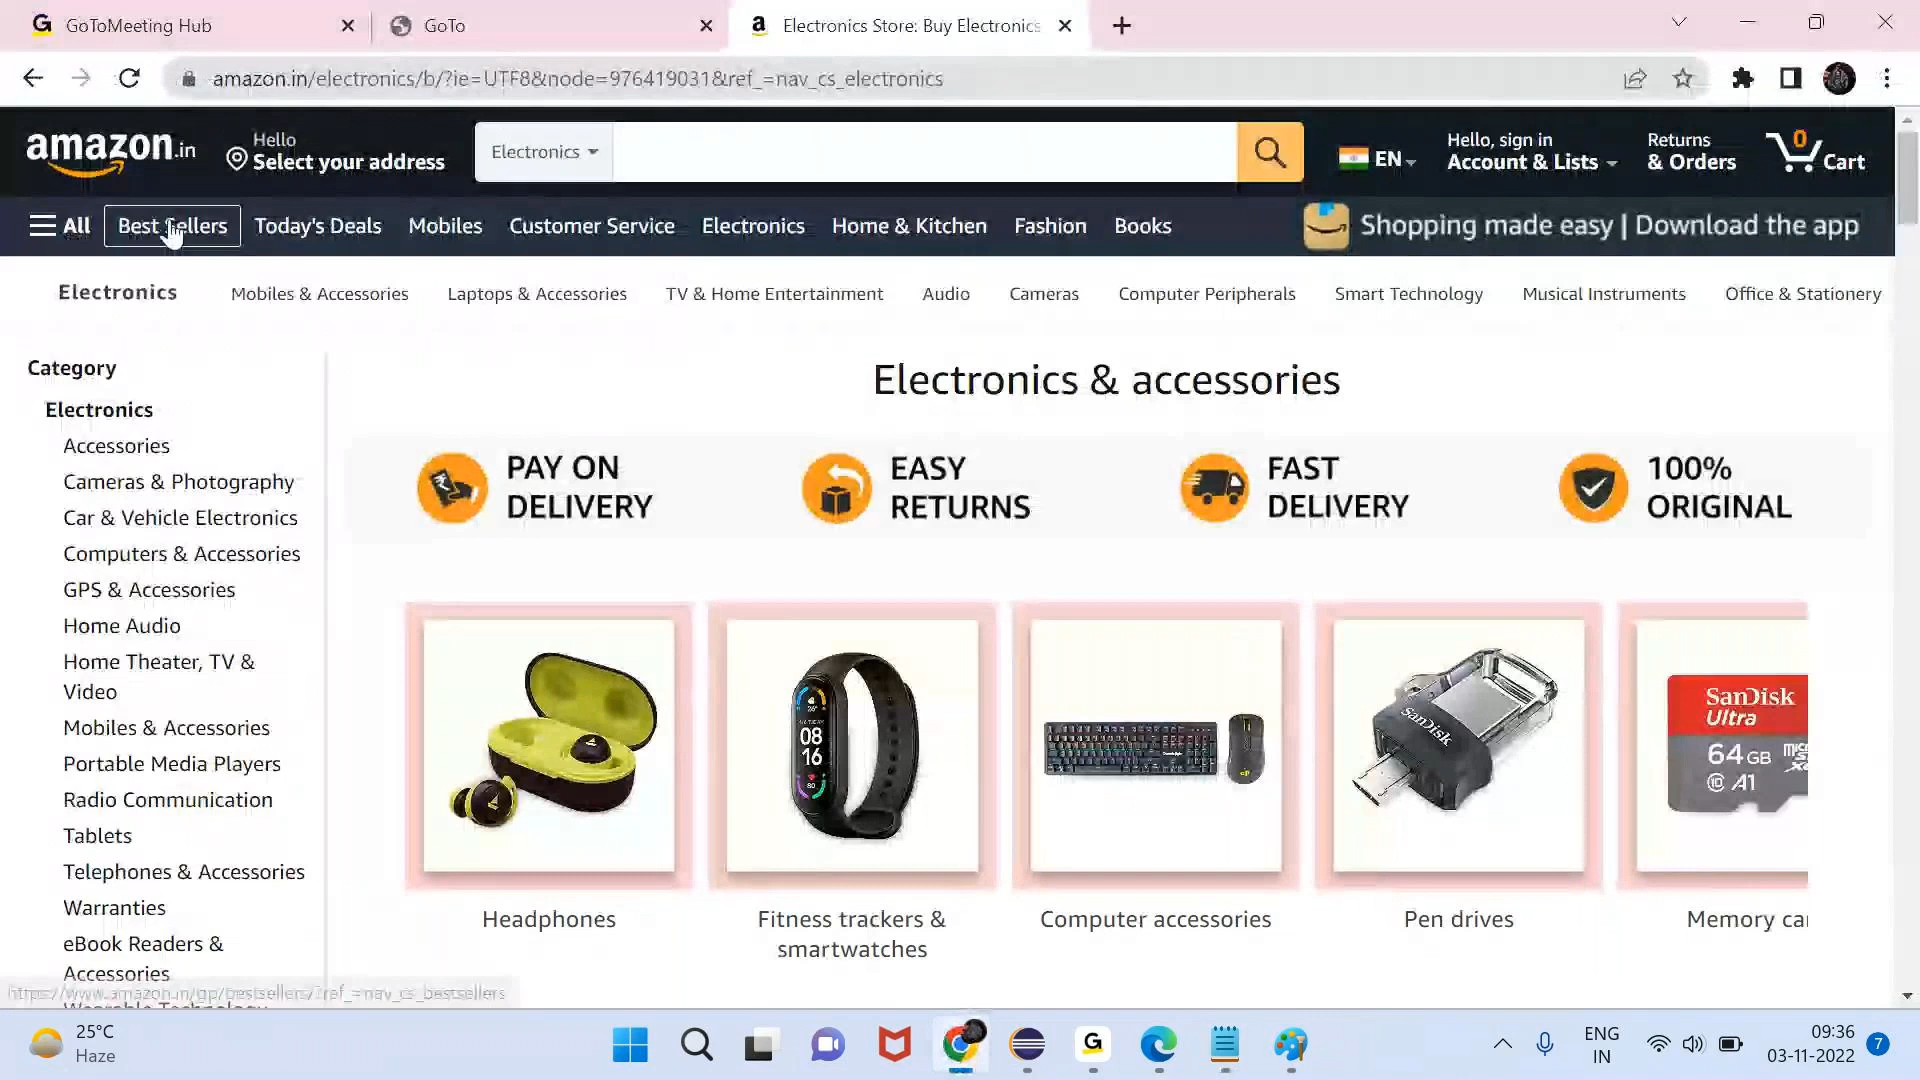 GoToMeeting Hub
GoTo
Electronics Store: Buy Electronics
amazon.in/electronics/b/?ie=UTF8&node=976419031&ref_=nav_cs_electronics
amazon.in
Hello
Select your address
Electronics
EN
Hello, sign in
Account & Lists
Returns
& Orders
0
Cart
All
Best Sellers
Today's Deals
Mobiles
Customer Service
Electronics
Home & Kitchen
Fashion
Books
Shopping made easy | Download the app
Electronics
Mobiles & Accessories
Laptops & Accessories
TV & Home Entertainment
Audio
Cameras
Computer Peripherals
Smart Technology
Musical Instruments
Office & Stationery
Category
Electronics
Accessories
Cameras & Photography
Car & Vehicle Electronics
Computers & Accessories
GPS & Accessories
Home Audio
Home Theater, TV &
Video
Mobiles & Accessories
Portable Media Players
Radio Communication
Tablets
Telephones & Accessories
Warranties
eBook Readers &
Accessories
Wearable Technology
Electronics & accessories
PAY ON
DELIVERY
EASY
RETURNS
FAST
DELIVERY
100%
ORIGINAL
08
16
SanDisk
SanDisk
Ultra
64GB
A1
Headphones
Fitness trackers &
smartwatches
Computer accessories
Pen drives
Memory car
https://www.amazon.in/gp/bestsellers/?ref_=nav_cs_bestsellers
25°C
Haze
ENG
IN
09:36
03-11-2022
7